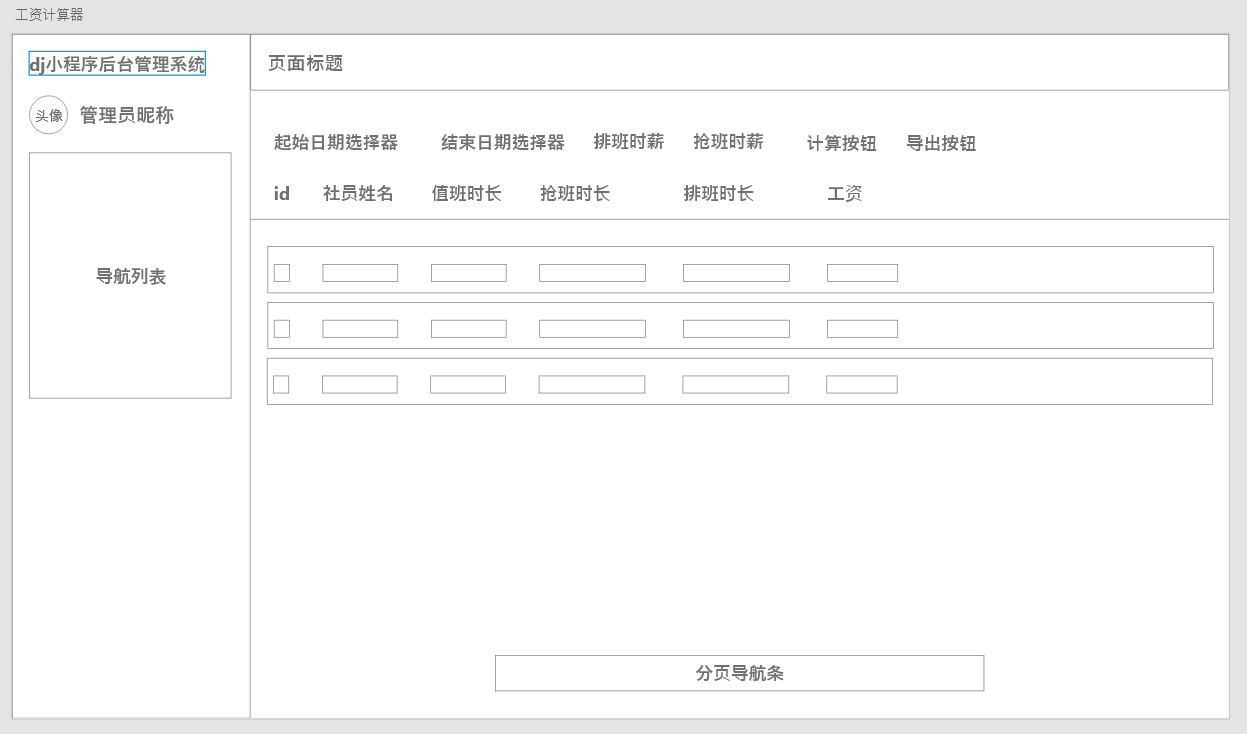 工资计算器
dj小程序后台管理系统
头像 管理员昵称
导航列表
页面标题
起始日期选择器 结束日期选择器 排班时薪 抢班时薪 计算按钮 导出按钮
id 社员姓名 值班时长 抢班时长 排班时长 工资
分页导航条